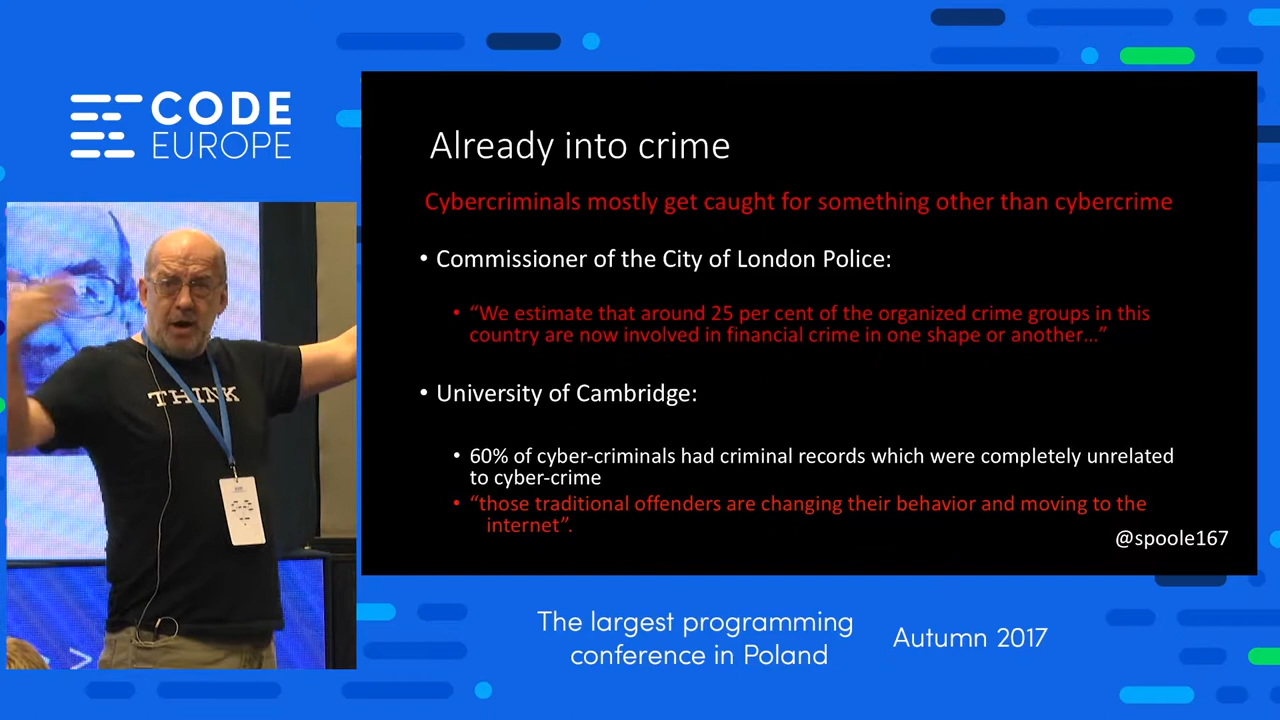 CODE
EUROPE
Already into crime
Cybercriminals mostly get caught for something other than cybercrime
• Commissioner of the City of London Police:
• “We estimate that around 25 per cent of the organized crime groups in this
country are now involved in financial crime in one shape or another…”
• University of Cambridge:
• 60% of cyber-criminals had criminal records which were completely unrelated
to cyber-crime
• “those traditional offenders are changing their behavior and moving to the
internet”.
@spoole167
THINK
The largest programming
conference in Poland
Autumn 2017